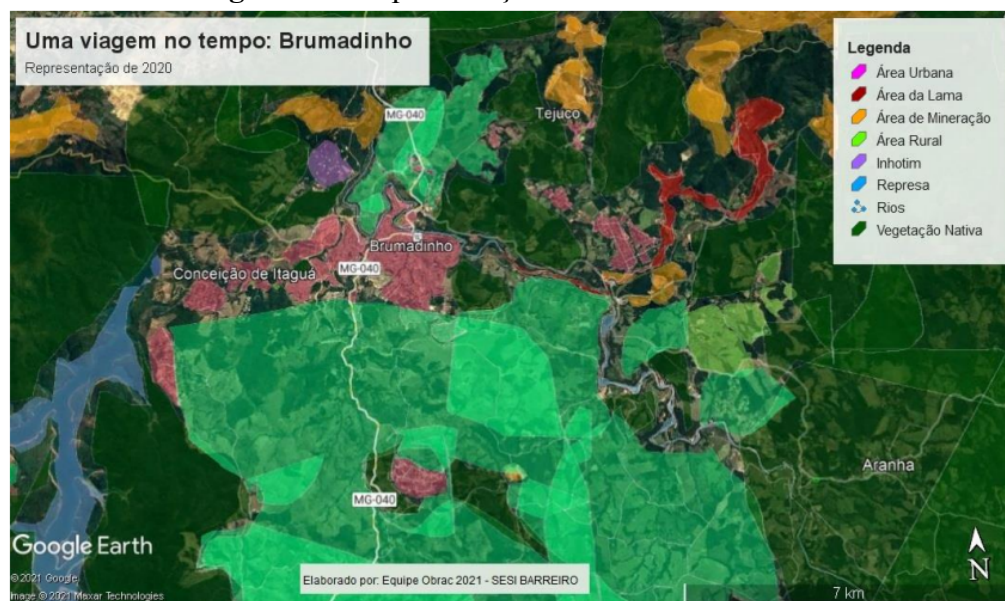 Uma viagem no tempo: Brumadinho
Representação de 2020
Legenda
Área Urbana
Área da Lama
Área de Mineração
Área Rural
Inhotim
Represa
Rios
Vegetação Nativa
MG-040
Tejuco
Brumadinho
Conceição de Itaguá
MG-040
Aranha
MG-040
Google Earth
©2021 Google
Image © 2021 Maxar Technologies
Elaborado por: Equipe Obrac 2021 - SESI BARREIRO
7 km
N